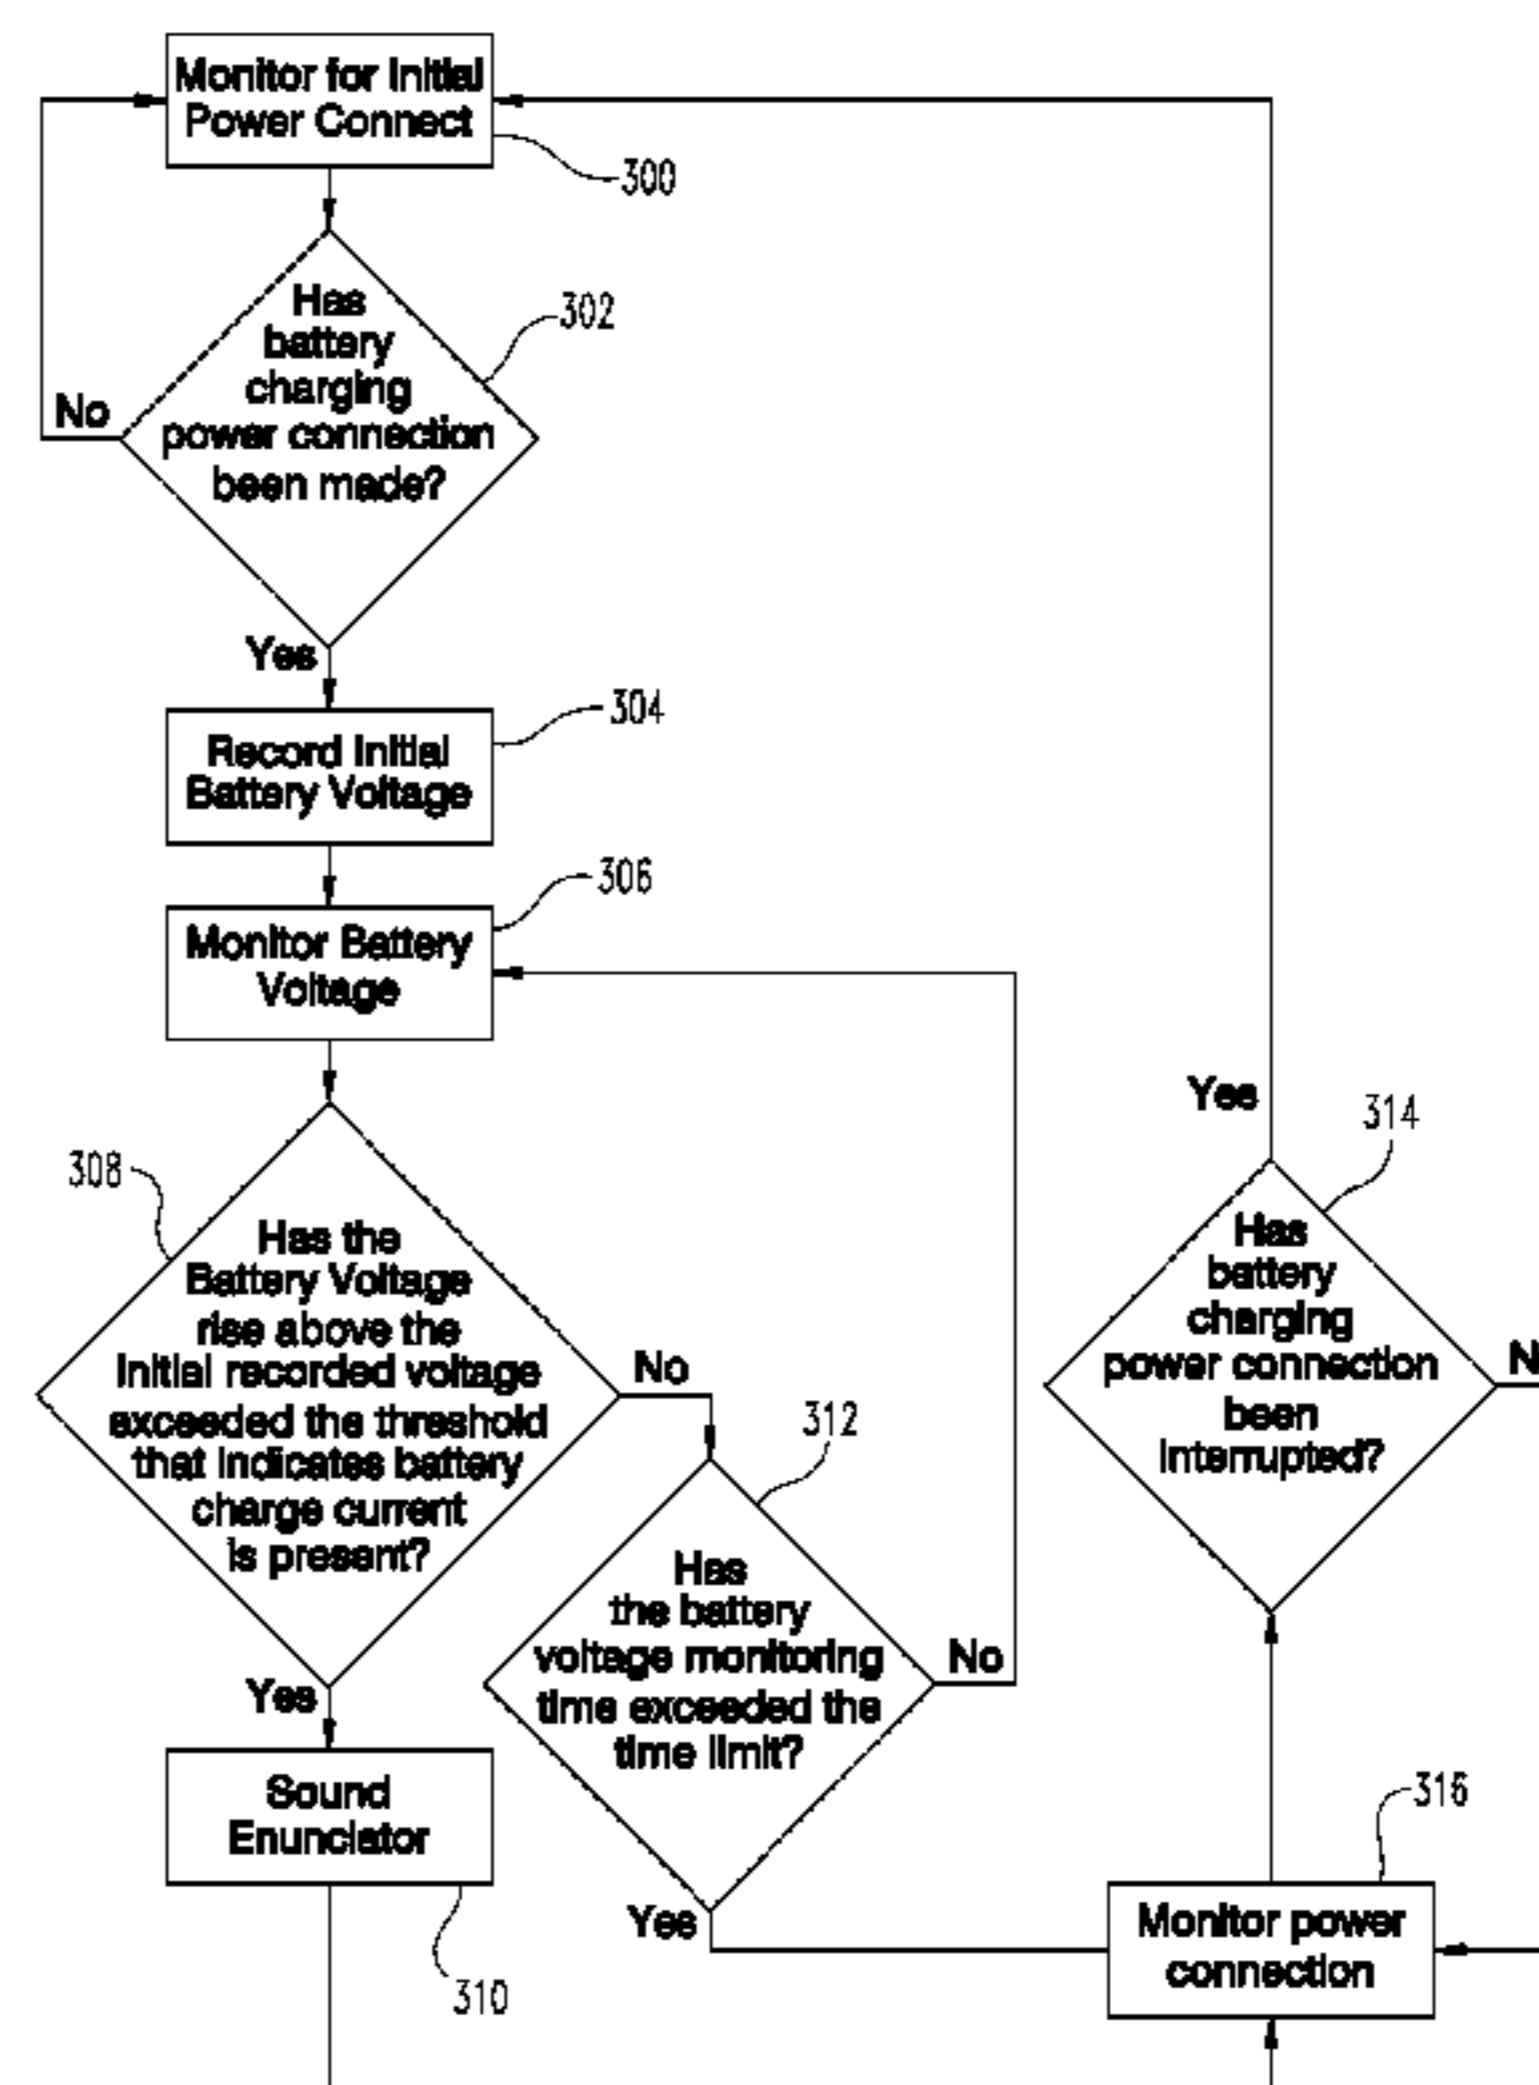 Monitor for Initial
Power Connect
300
Has
battery
charging
power connection
been made?
302
No
Yes
Record Initial
Battery Voltage
304
Monitor Battery
Voltage
306
308
Has the
Battery Voltage
rise above the
initial recorded voltage
exceeded the threshold
that indicates battery
charge current
is present?
No
Yes
Sound
Enunciator
310
312
Has
the battery
voltage monitoring
time exceeded the
time limit?
No
Yes
Yes
314
Has
battery
charging
power connection
been
interrupted?
N
316
Monitor power
connection